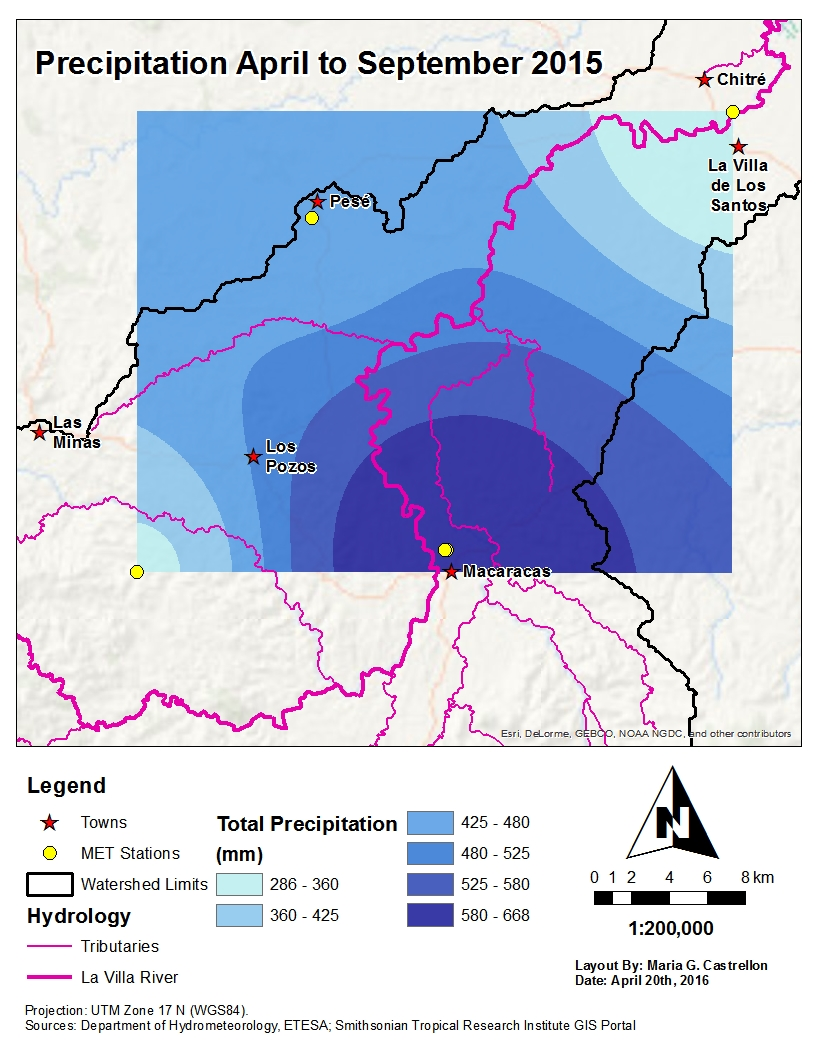 Precipitation April to September 2015
Chitré
La Villa
de Los
Santos
Pesé
Las
Minas
Los
Pozos
Macaracas
Esri, DeLorme, GEBCO, NOAA NGDC, and other contributors
Legend
Towns
MET Stations
Watershed Limits
Hydrology
Tributaries
La Villa River
Total Precipitation
(mm)
286 - 360
360 - 425
425 - 480
480 - 525
525 - 580
580 - 668
N
0 1 2 4 6 8 km
1:200,000
Layout By: Maria G. Castrellon
Date: April 20th, 2016
Projection: UTM Zone 17 N (WGS84).
Sources: Department of Hydrometeorology, ETESA; Smithsonian Tropical Research Institute GIS Portal